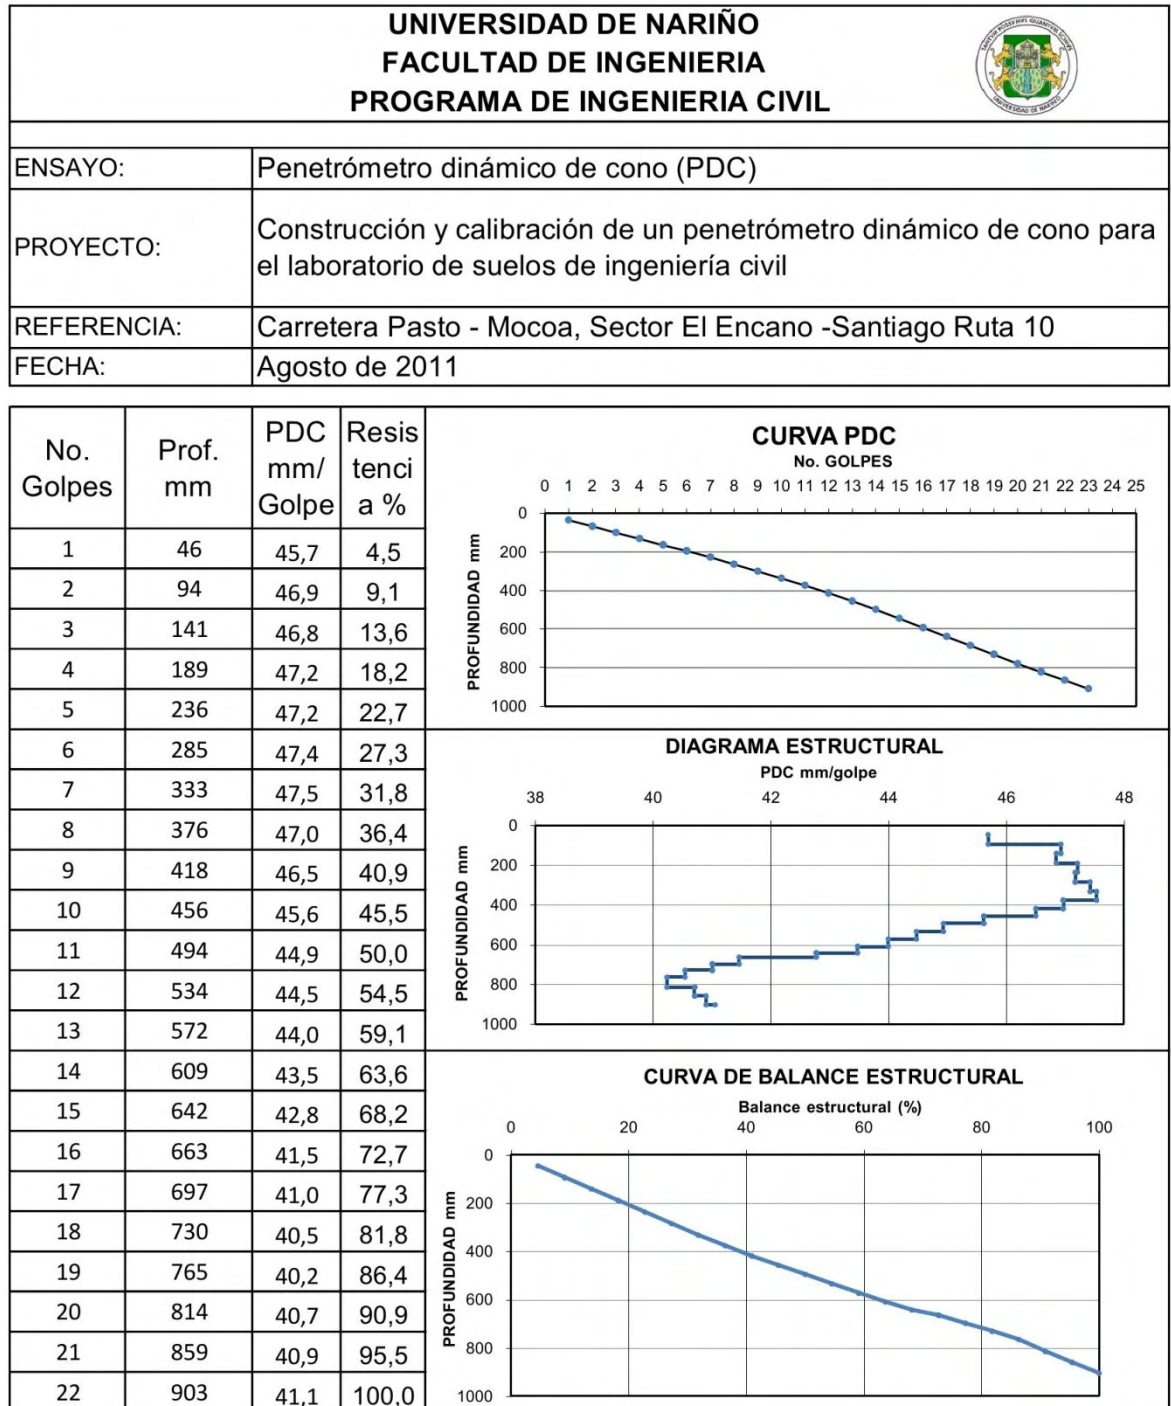 UNIVERSIDAD DE NARIÑO
FACULTAD DE INGENIERIA
PROGRAMA DE INGENIERIA CIVIL
ENSAYO: Penetrómetro dinámico de cono (PDC)
PROYECTO: Construcción y calibración de un penetrómetro dinámico de cono para
el laboratorio de suelos de ingeniería civil
REFERENCIA: Carretera Pasto - Mocoa, Sector El Encano -Santiago Ruta 10
FECHA: Agosto de 2011
No. Golpes Prof. mm PDC mm/ Golpe Resis tenci a %
1 46 45,7 4,5
2 94 46,9 9,1
3 141 46,8 13,6
4 189 47,2 18,2
5 236 47,2 22,7
6 285 47,4 27,3
7 333 47,5 31,8
8 376 47,0 36,4
9 418 46,5 40,9
10 456 45,6 45,5
11 494 44,9 50,0
12 534 44,5 54,5
13 572 44,0 59,1
14 609 43,5 63,6
15 642 42,8 68,2
16 663 41,5 72,7
17 697 41,0 77,3
18 730 40,5 81,8
19 765 40,2 86,4
20 814 40,7 90,9
21 859 40,9 95,5
22 903 41,1 100,0
CURVA PDC
No. GOLPES
0 1 2 3 4 5 6 7 8 9 10 11 12 13 14 15 16 17 18 19 20 21 22 23 24 25
PROFUNDIDAD mm
0
200
400
600
800
1000
DIAGRAMA ESTRUCTURAL
PDC mm/golpe
38 40 42 44 46 48
PROFUNDIDAD mm
0
200
400
600
800
1000
CURVA DE BALANCE ESTRUCTURAL
Balance estructural (%)
0 20 40 60 80 100
PROFUNDIDAD mm
0
200
400
600
800
1000